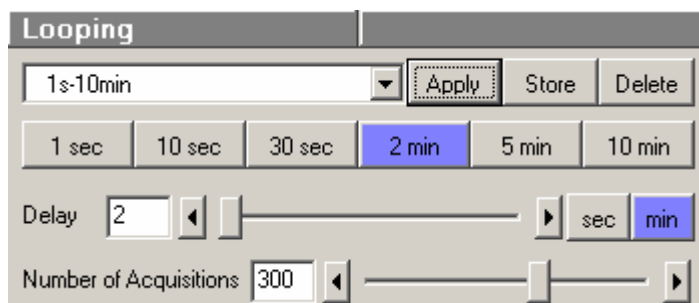 Looping
1s-10min Apply Store Delete
1 sec 10 sec 30 sec 2 min 5 min 10 min
Delay 2 sec min
Number of Acquisitions 300